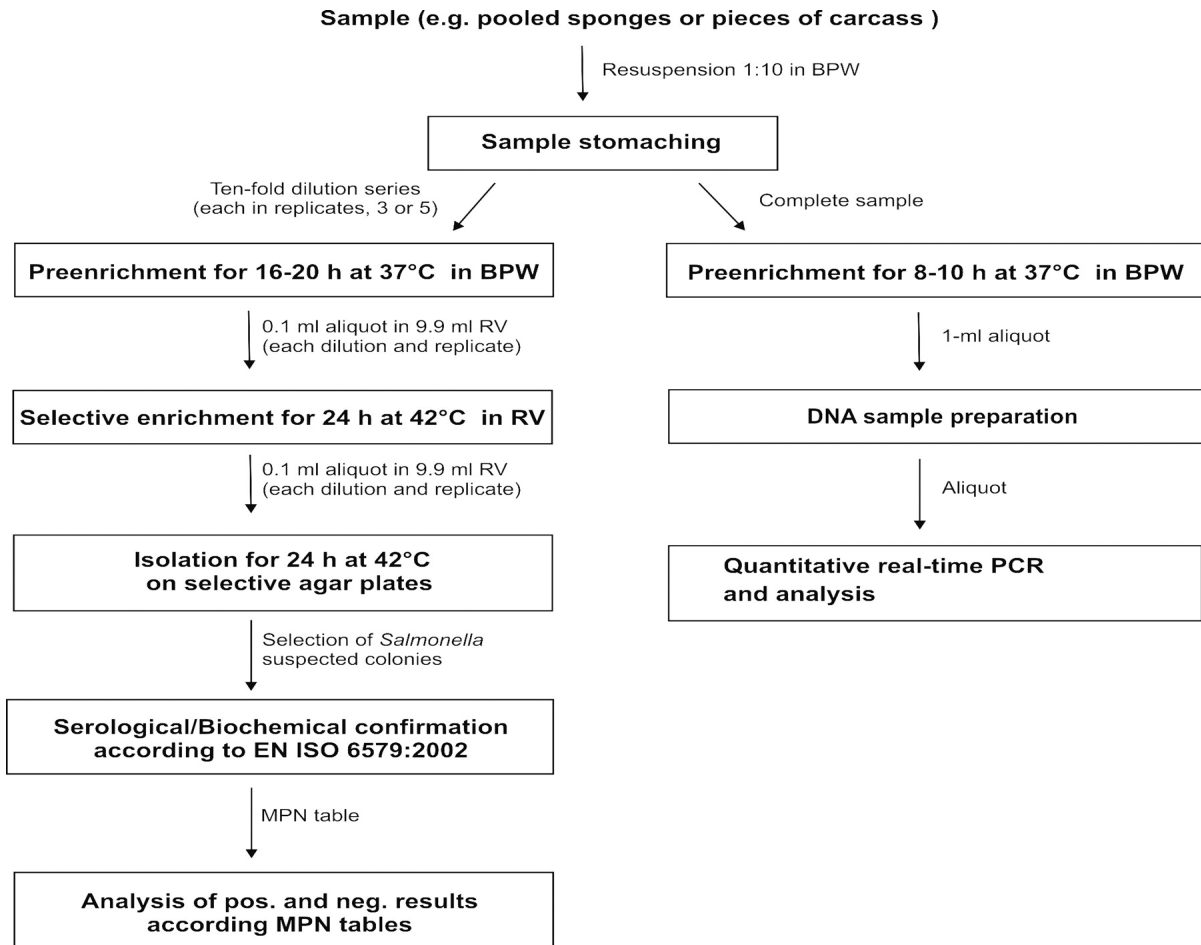 Sample (e.g. pooled sponges or pieces of carcass )
Resuspension 1:10 in BPW
Sample stomaching
Ten-fold dilution series
(each in replicates, 3 or 5)
Complete sample
Preenrichment for 16-20 h at 37°C in BPW
Preenrichment for 8-10 h at 37°C in BPW
0.1 ml aliquot in 9.9 ml RV
(each dilution and replicate)
1-ml aliquot
Selective enrichment for 24 h at 42°C in RV
DNA sample preparation
0.1 ml aliquot in 9.9 ml RV
(each dilution and replicate)
Aliquot
Isolation for 24 h at 42°C
on selective agar plates
Quantitative real-time PCR
and analysis
Selection of Salmonella
suspected colonies
Serological/Biochemical confirmation
according to EN ISO 6579:2002
MPN table
Analysis of pos. and neg. results
according MPN tables